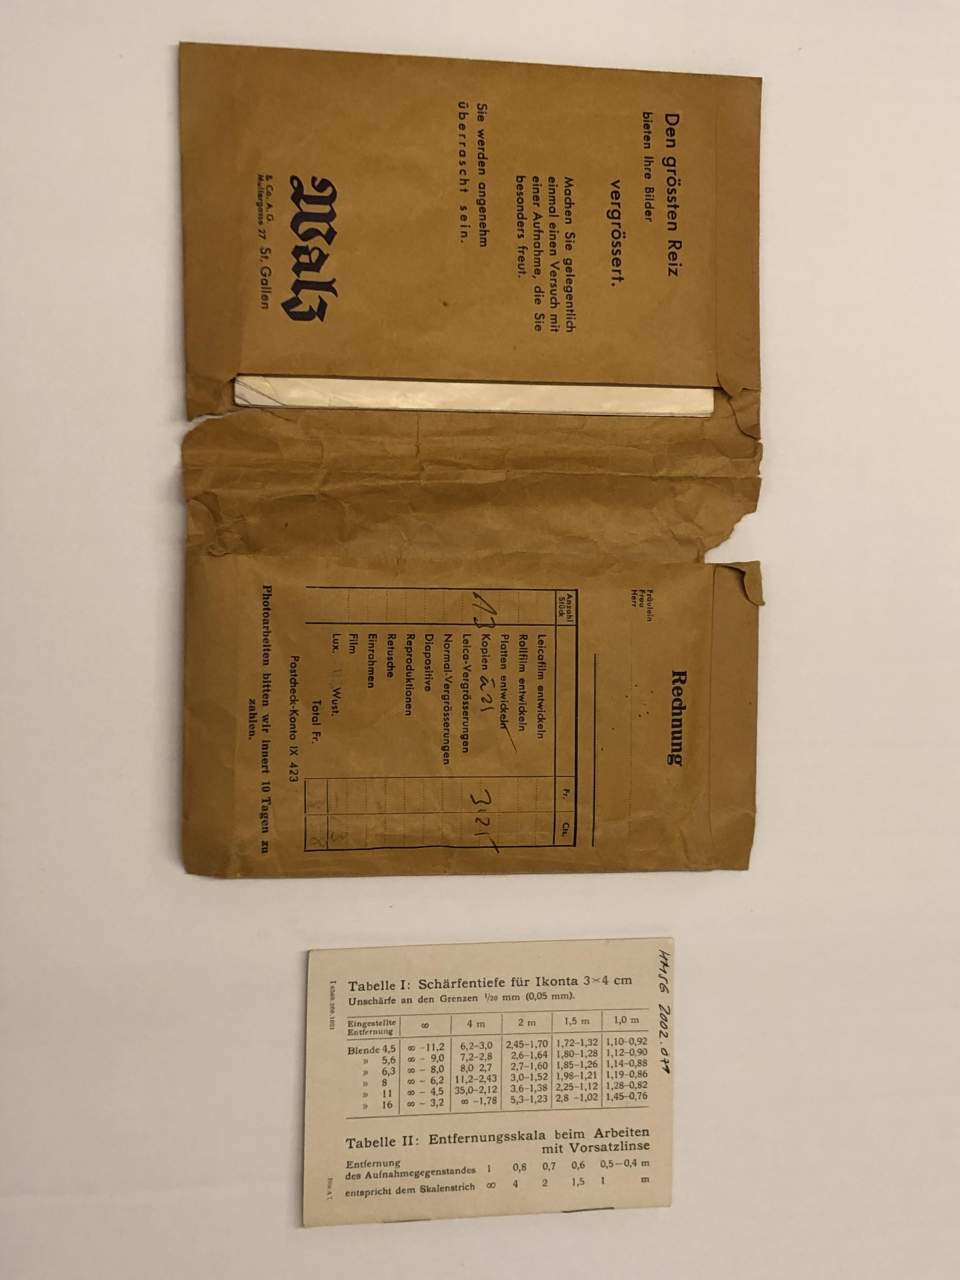 Den grössten Reiz
bieten Ihre Bilder
vergrössert.
Machen Sie gelegentlich
einmal einen Versuch mit
einer Aufnahme, die Sie
besonders freut.
Sie werden angenehm
überrascht sein.
Walz
& Co. A. G.
Multergasse 27 St. Gallen
Rechnung
Fräulein
Frau
Herr
Anzahl Stück Fr. Cts.
Leicafilm entwickeln
Rollfilm entwickeln
Platten entwickeln
13 Kopien à 25 3.25
Leica-Vergrösserungen
Normal-Vergrösserungen
Diapositive
Reproduktionen
Retusche
Einrahmen
Film
Lux. Wust.
Total Fr.
Postcheck-Konto IX 423
Photoarbeiten bitten wir innert 10 Tagen zu
zahlen.
HMSG 2002.077
Tabelle I: Schärfentiefe für Ikonta 3×4 cm
Unschärfe an den Grenzen 1/20 mm (0,05 mm).
Eingestellte Entfernung ∞ 4 m 2 m 1,5 m 1,0 m
Blende 4,5 ∞ -11,2 6,2-3,0 2,45-1,70 1,72-1,32 1,10-0,92
» 5,6 ∞ - 9,0 7,2-2,8 2,6-1,64 1,80-1,28 1,12-0,90
» 6,3 ∞ - 8,0 8,0 2,7 2,7-1,60 1,85-1,26 1,14-0,88
» 8 ∞ - 6,2 11,2-2,43 3,0-1,52 1,98-1,21 1,19-0,86
» 11 ∞ - 4,5 35,0-2,12 3,6-1,38 2,25-1,12 1,28-0,82
» 16 ∞ - 3,2 ∞ -1,78 5,3-1,23 2,8 -1,02 1,45-0,76
Tabelle II: Entfernungsskala beim Arbeiten
mit Vorsatzlinse
Entfernung
des Aufnahmegegenstandes 1 0,8 0,7 0,6 0,5-0,4 m
entspricht dem Skalenstrich ∞ 4 2 1,5 1 m